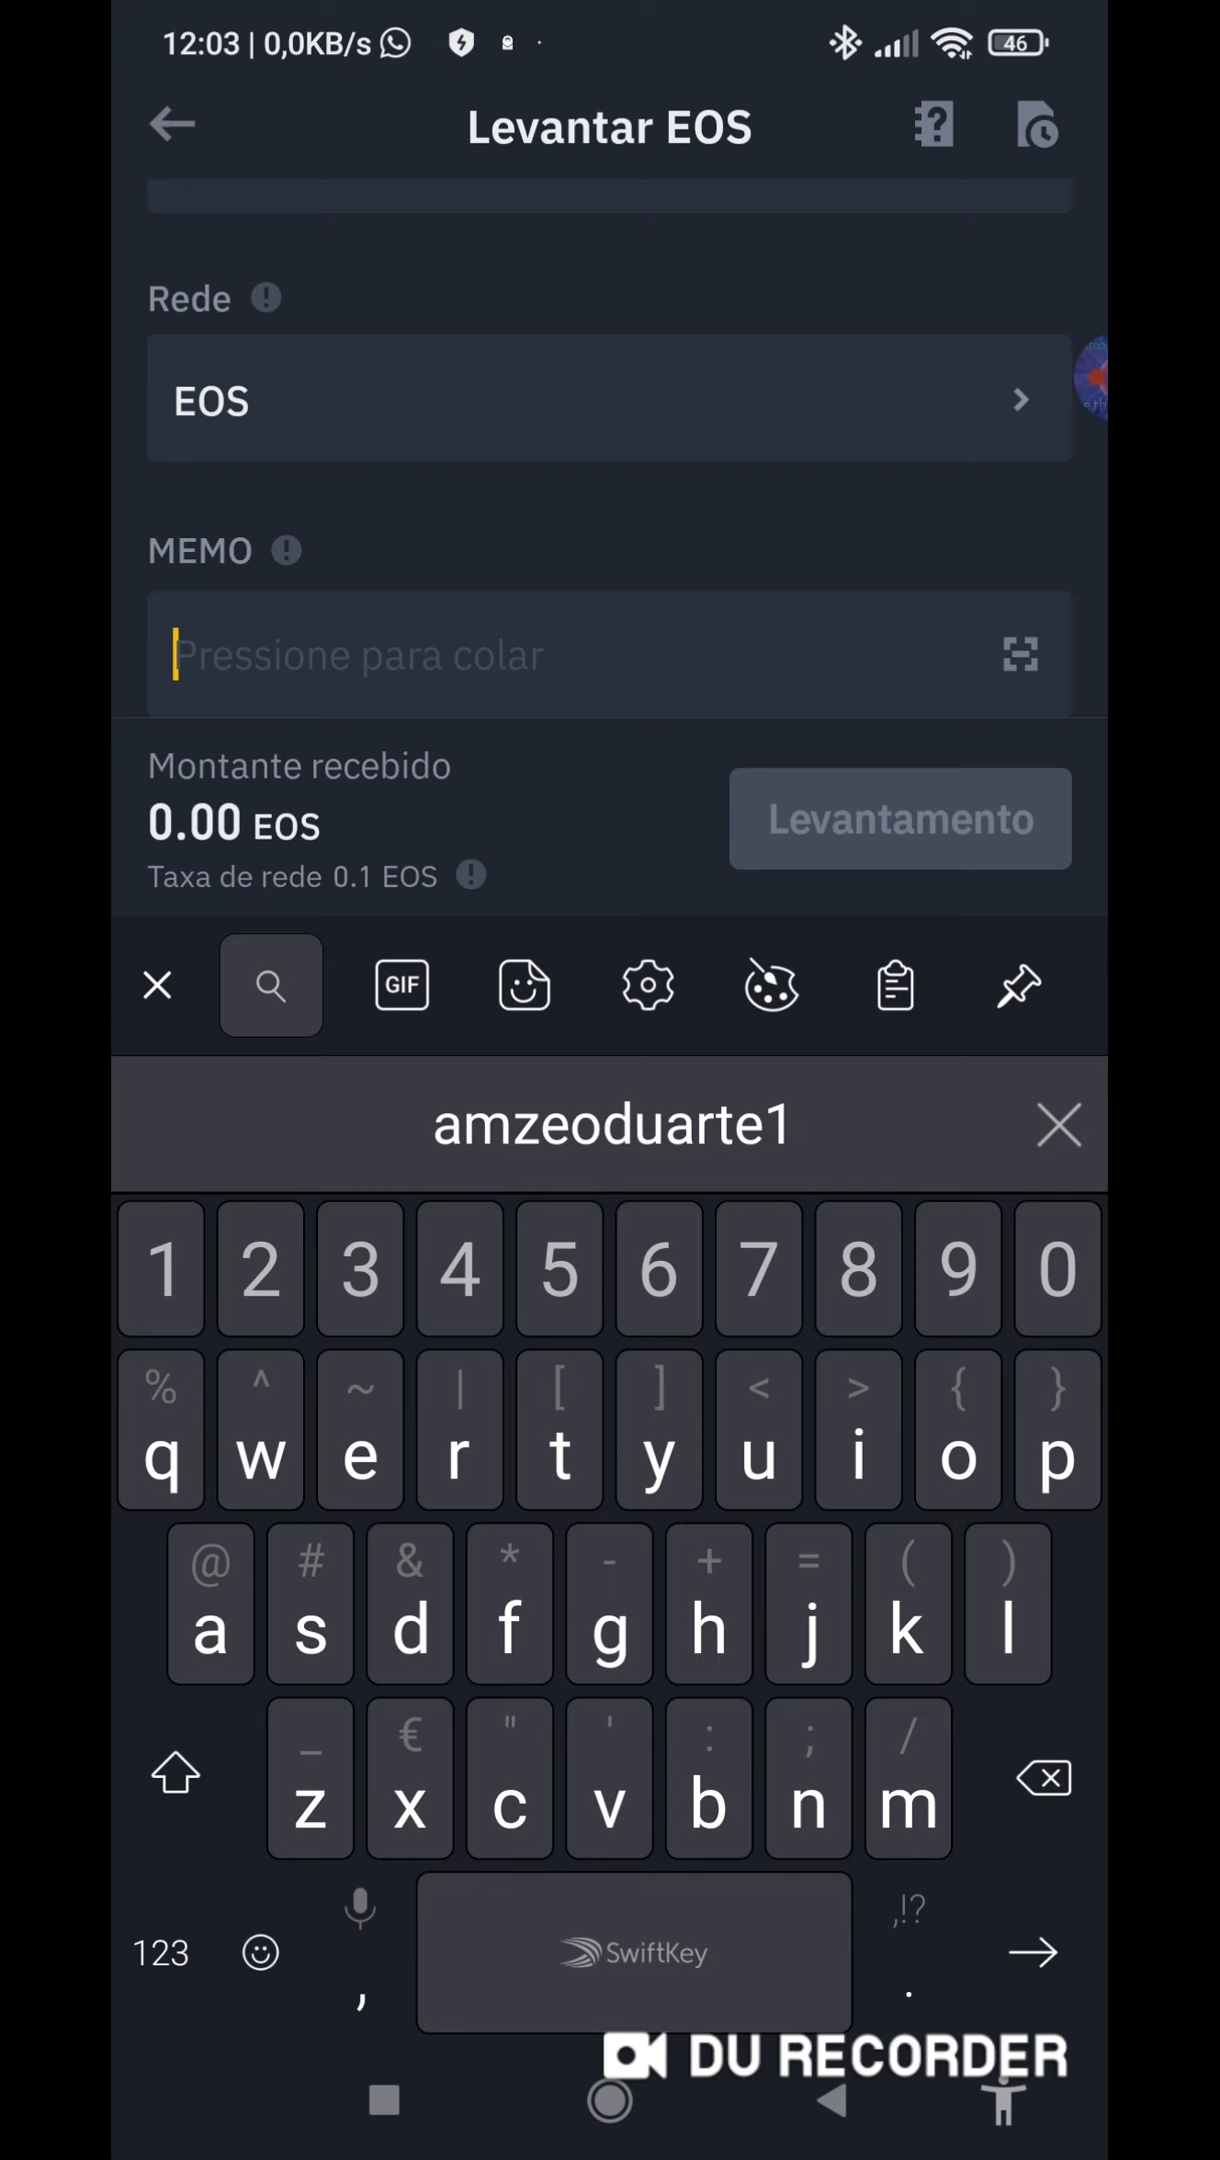 12:03 | 0,0KB/s
46
Levantar EOS
Rede
EOS
MEMO
Pressione para colar
Montante recebido
0.00 EOS
Levantamento
Taxa de rede 0.1 EOS
GIF
amzeoduarte1
1 2 3 4 5 6 7 8 9 0
% ^ ~ | [ ] < > { }
q w e r t y u i o p
@ # & * - + = ( )
a s d f g h j k l
_ € " ' : ; /
z x c v b n m
,!?
123 , SwiftKey .
DU RECORDER